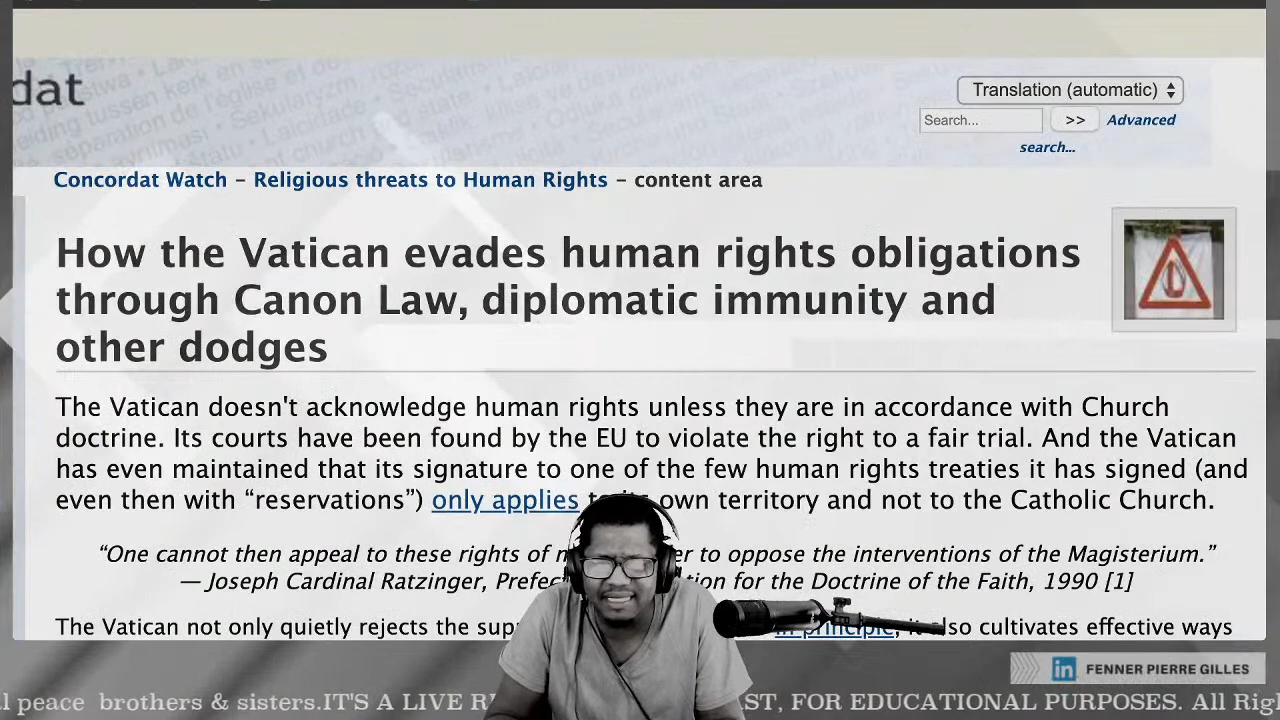 dat
Translation (automatic)
Search...
>>
Advanced
search...
Concordat Watch – Religious threats to Human Rights – content area
How the Vatican evades human rights obligations
through Canon Law, diplomatic immunity and
other dodges
The Vatican doesn't acknowledge human rights unless they are in accordance with Church
doctrine. Its courts have been found by the EU to violate the right to a fair trial. And the Vatican
has even maintained that its signature to one of the few human rights treaties it has signed (and
even then with “reservations”) only applies to its own territory and not to the Catholic Church.
“One cannot then appeal to these rights of to oppose the interventions of the Magisterium.”
— Joseph Cardinal Ratzinger, for the Doctrine of the Faith, 1990 [1]
The Vatican not only quietly rejects the in principle, it also cultivates effective ways
in FENNER PIERRE GILLES
peace brothers & sisters.IT'S A LIVE FOR EDUCATIONAL PURPOSES. All